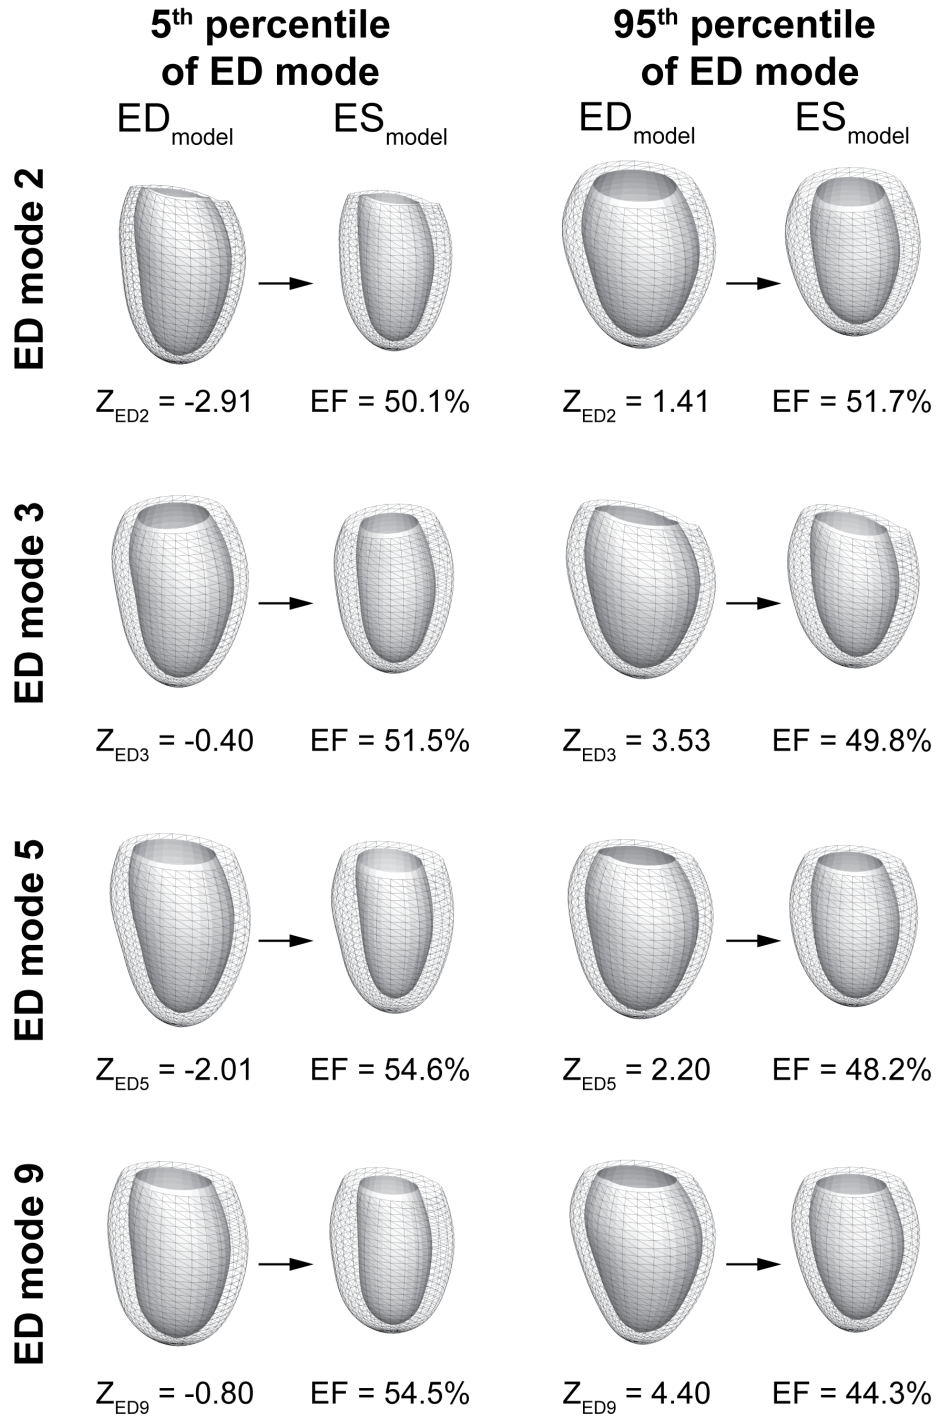 5th percentile of ED mode
95th percentile of ED mode
EDmodel
ESmodel
EDmodel
ESmodel
ED mode 2
ZED2 = -2.91
EF = 50.1%
ZED2 = 1.41
EF = 51.7%
ED mode 3
ZED3 = -0.40
EF = 51.5%
ZED3 = 3.53
EF = 49.8%
ED mode 5
ZED5 = -2.01
EF = 54.6%
ZED5 = 2.20
EF = 48.2%
ED mode 9
ZED9 = -0.80
EF = 54.5%
ZED9 = 4.40
EF = 44.3%